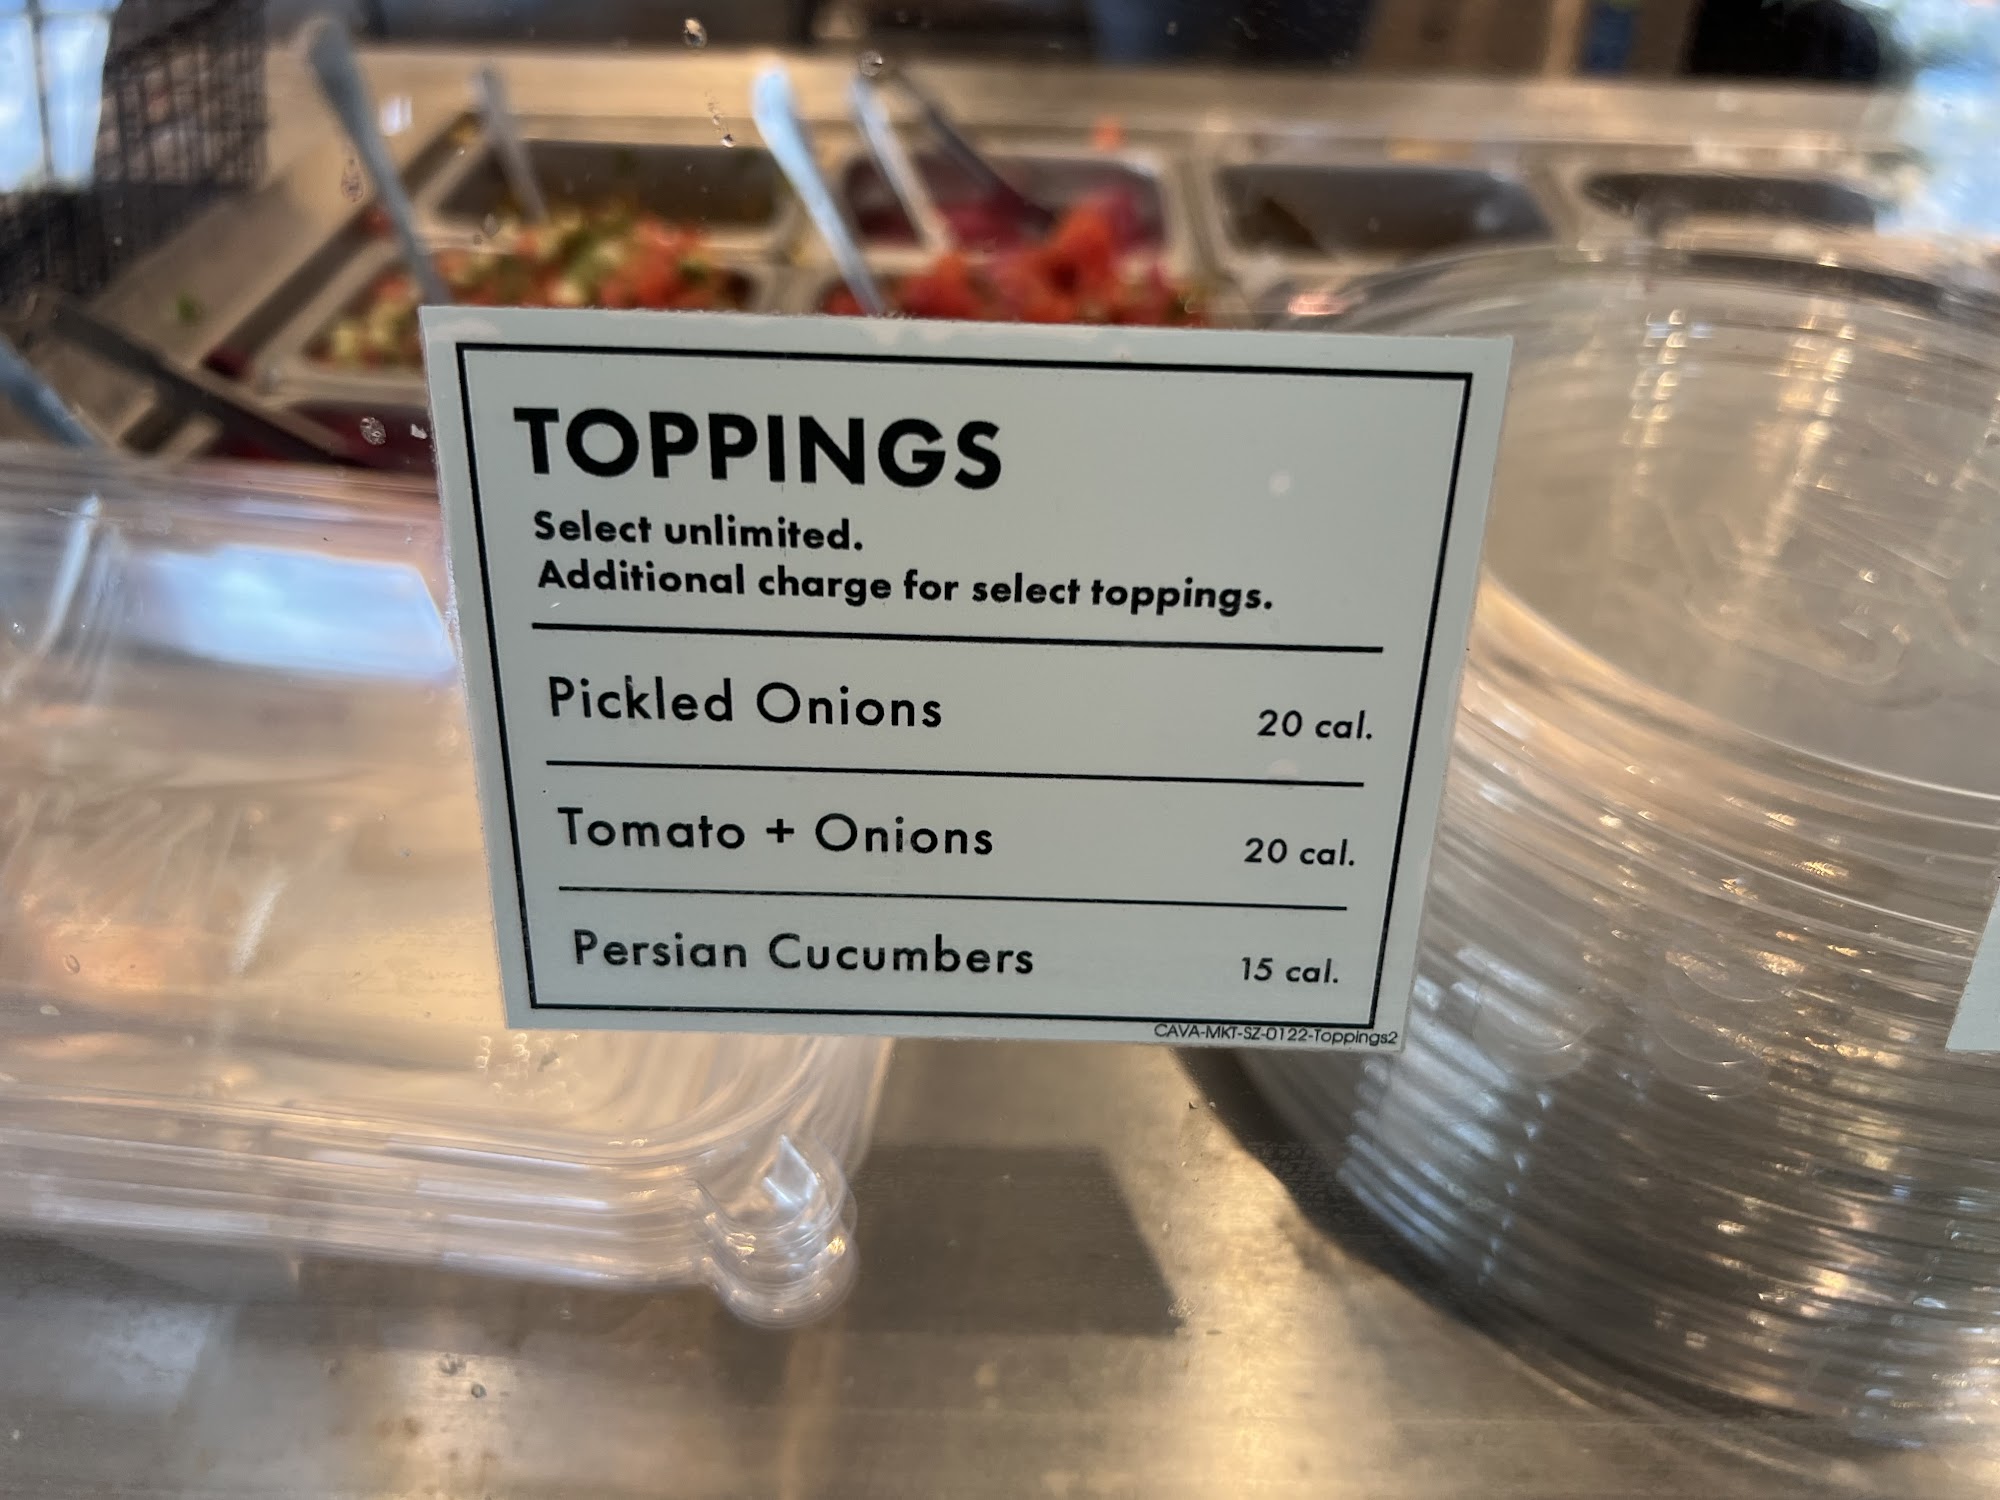 TOPPINGS
Select unlimited.
Additional charge for select toppings.
Pickled Onions 20 cal.
Tomato + Onions 20 cal.
Persian Cucumbers 15 cal.
CAVA-MKT-SZ-0122-Toppings2